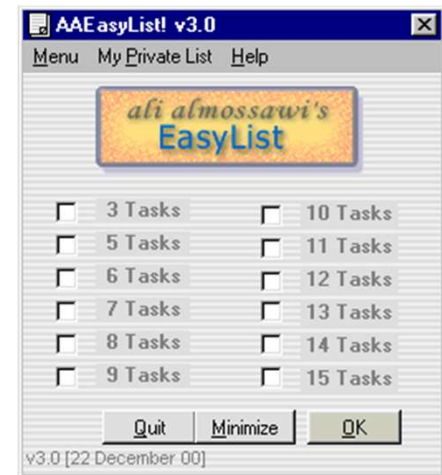 AAEasyList! v3.0
Menu My Private List Help
ali almossawi's
EasyList
3 Tasks 10 Tasks
5 Tasks 11 Tasks
6 Tasks 12 Tasks
7 Tasks 13 Tasks
8 Tasks 14 Tasks
9 Tasks 15 Tasks
Quit Minimize OK
v3.0 [22 December 00]